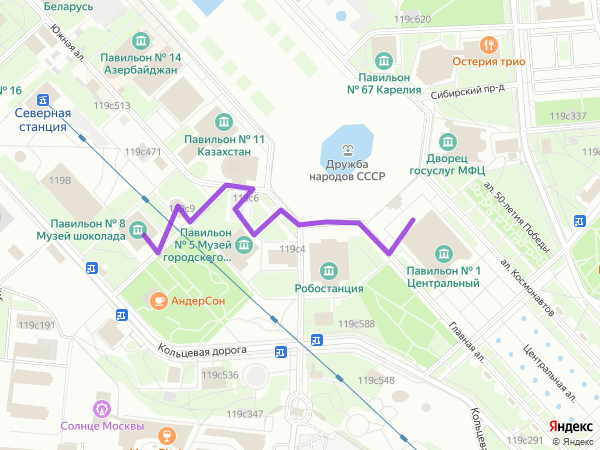 Беларусь
119с620
Южная ал.
Павильон № 14
Азербайджан
Остерия трио
Павильон
№ 67 Карелия
Сибирский пр-д
№ 16
119с513
Северная
станция
119с337
Павильон № 11
Казахстан
119с471
Дружба
народов СССР
Дворец
госуслуг МФЦ
119В
119с9
119с6
ал. 50-летия Победы
Павильон № 8
Музей шоколада
Павильон
№ 5 Музей
городского...
119с4
Павильон № 1
Центральный
ал. Космонавтов
Робостанция
АндерСон
119с191
119с588
Главная ал.
Кольцевая дорога
Центральная ал.
119с536
119с548
119с347
Солнце Москвы
Кольцевая
119с291
Яндекс